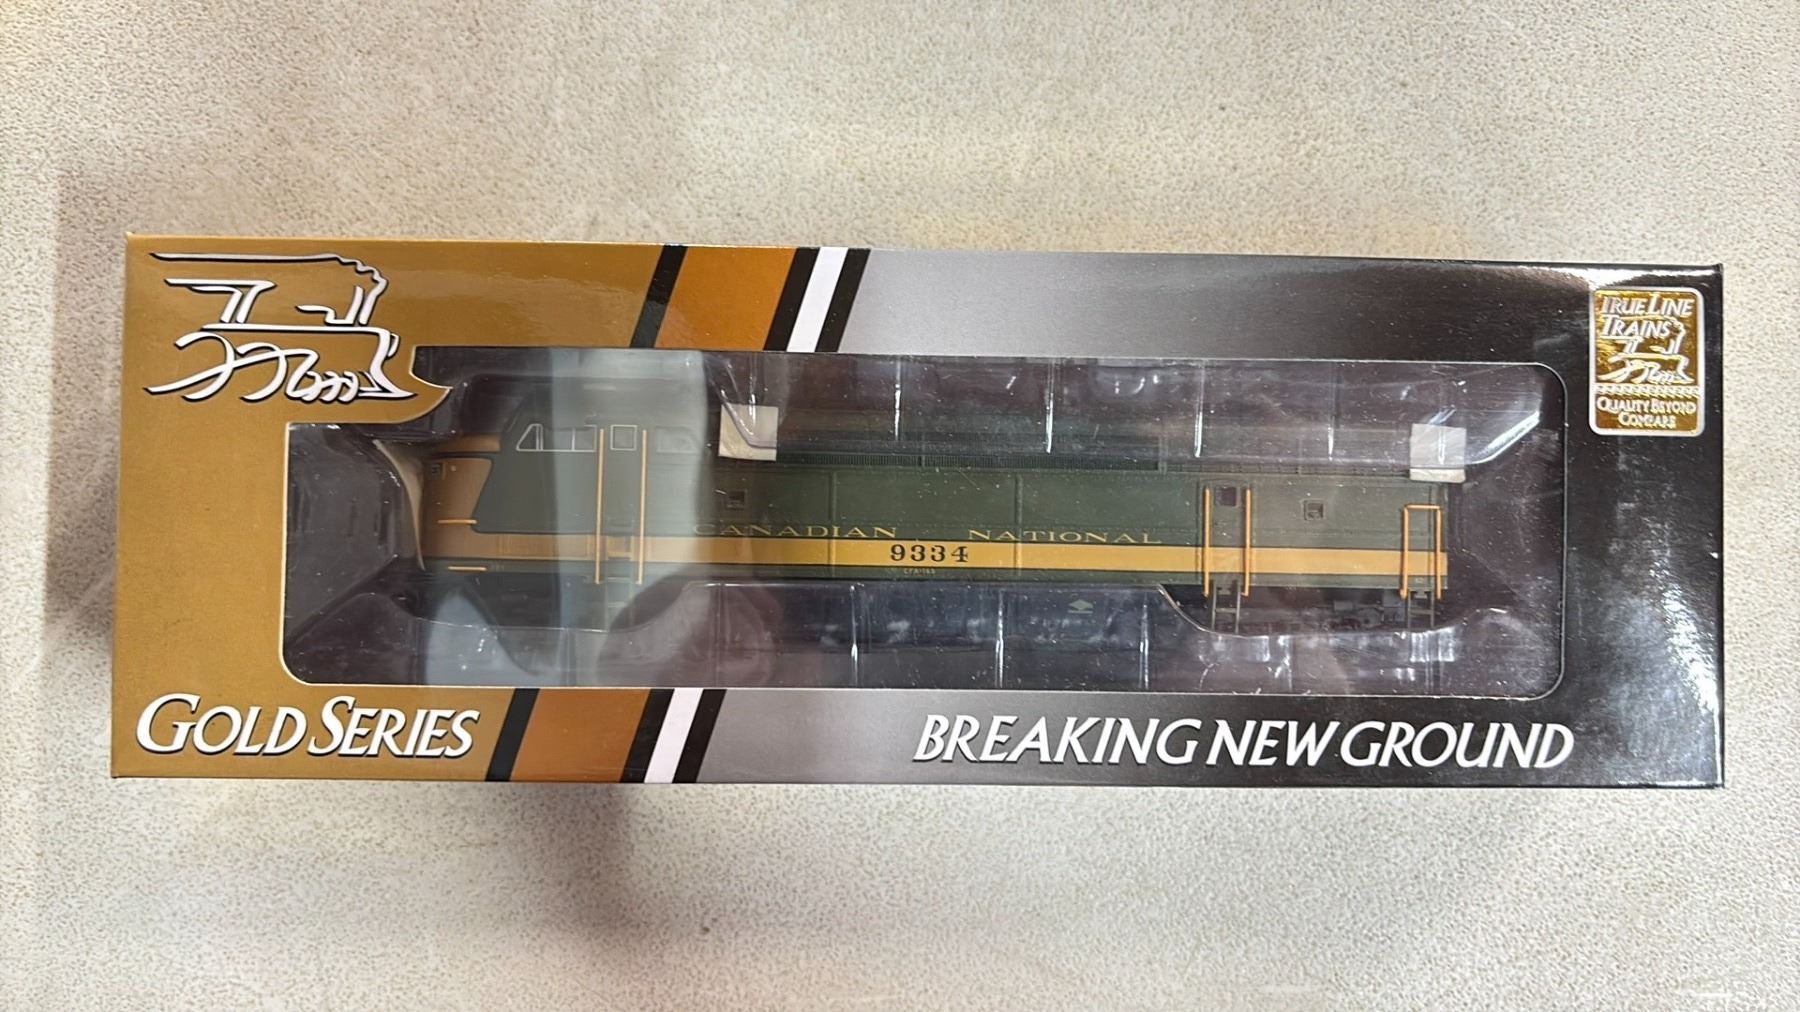 TRUE LINE
TRAINS
QUALITY BEYOND
COMPARE
CANADIAN NATIONAL
9334
GOLD SERIES
BREAKING NEW GROUND